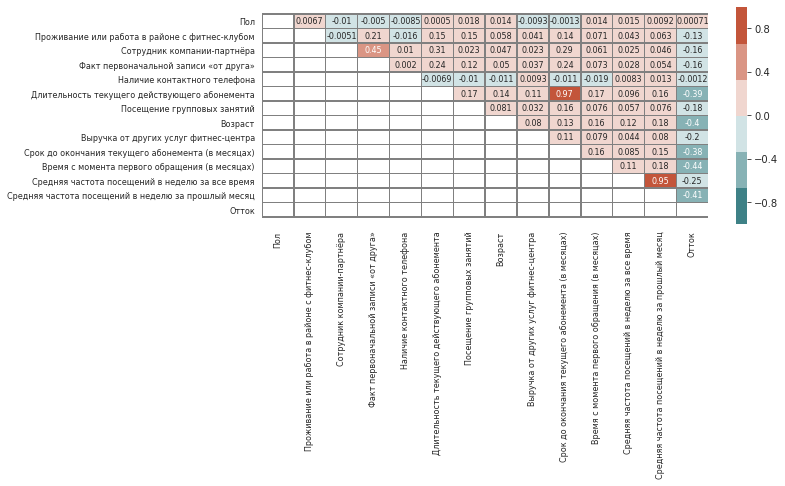 Пол 0.0067 -0.01 -0.005 -0.0085 0.0005 0.018 0.014 -0.0093 -0.0013 0.014 0.015 0.0092 0.00071
Проживание или работа в районе с фитнес-клубом -0.0051 0.21 -0.016 0.15 0.15 0.058 0.041 0.14 0.071 0.043 0.063 -0.13
Сотрудник компании-партнёра 0.45 0.01 0.31 0.023 0.047 0.023 0.29 0.061 0.025 0.046 -0.16
Факт первоначальной записи «от друга» 0.002 0.24 0.12 0.05 0.037 0.24 0.073 0.028 0.054 -0.16
Наличие контактного телефона -0.0069 -0.01 -0.011 0.0093 -0.011 -0.019 0.0083 0.013 -0.0012
Длительность текущего действующего абонемента 0.17 0.14 0.11 0.97 0.17 0.096 0.16 -0.39
Посещение групповых занятий 0.081 0.032 0.16 0.076 0.057 0.076 -0.18
Возраст 0.08 0.13 0.16 0.12 0.18 -0.4
Выручка от других услуг фитнес-центра 0.11 0.079 0.044 0.08 -0.2
Срок до окончания текущего абонемента (в месяцах) 0.16 0.085 0.15 -0.38
Время с момента первого обращения (в месяцах) 0.11 0.18 -0.44
Средняя частота посещений в неделю за все время 0.95 -0.25
Средняя частота посещений в неделю за прошлый месяц -0.41
Отток
Пол
Проживание или работа в районе с фитнес-клубом
Сотрудник компании-партнёра
Факт первоначальной записи «от друга»
Наличие контактного телефона
Длительность текущего действующего абонемента
Посещение групповых занятий
Возраст
Выручка от других услуг фитнес-центра
Срок до окончания текущего абонемента (в месяцах)
Время с момента первого обращения (в месяцах)
Средняя частота посещений в неделю за все время
Средняя частота посещений в неделю за прошлый месяц
Отток
0.8
0.4
0.0
−0.4
−0.8